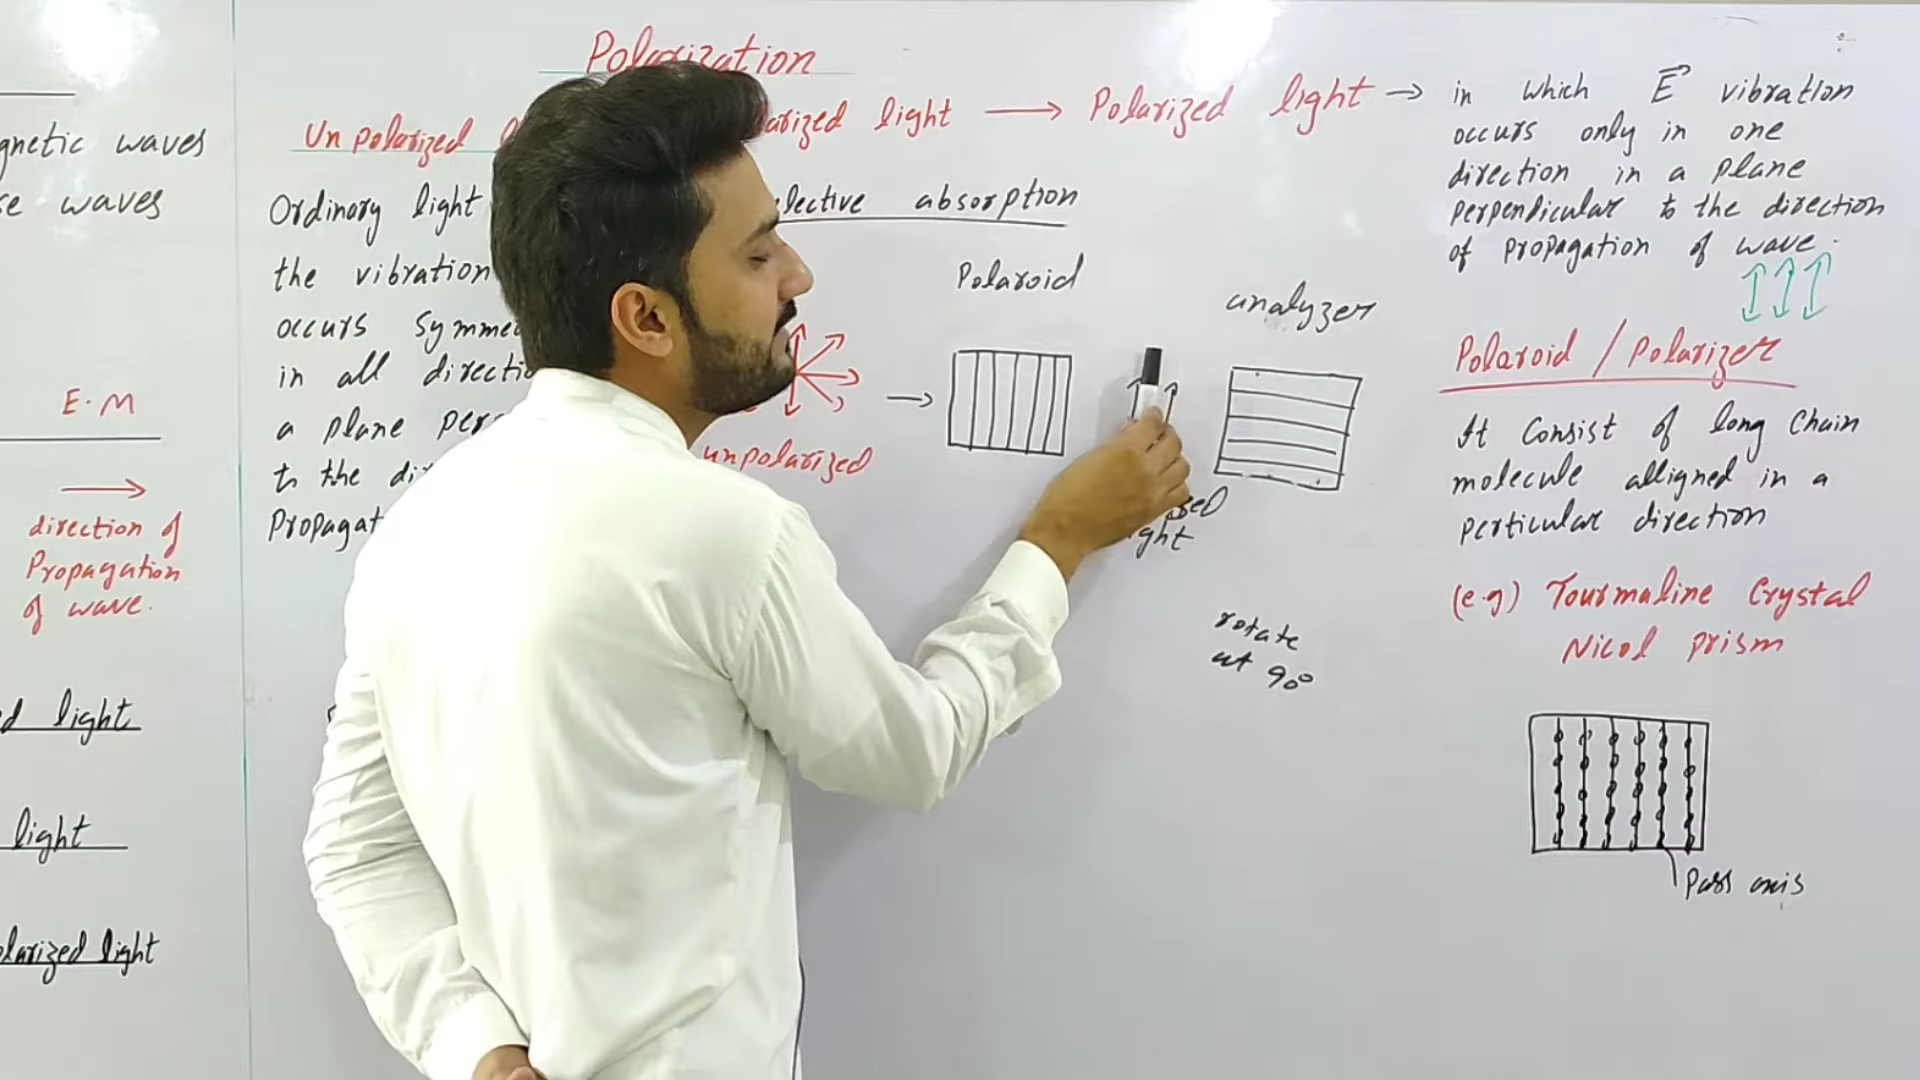 Polarization
gnetic waves
se waves
E.M
direction of
Propagation
of wave.
d light
light
larized light
Unpolarized
Ordinary light
the vibration
occurs Symme
in all directio
a plane per
to the di
Propagat
arized light → Polarized light →
lective absorption
Polaroid
analyzer
unpolarized
ght
rotate
at 90°
in which E vibration
occurs only in one
direction in a plane
perpendicular to the direction
of propagation of wave.
Polaroid / Polarizer
It Consist of long Chain
molecule alligned in a
perticular direction
(e.g) Tourmaline Crystal
Nicol prism
Pass axis